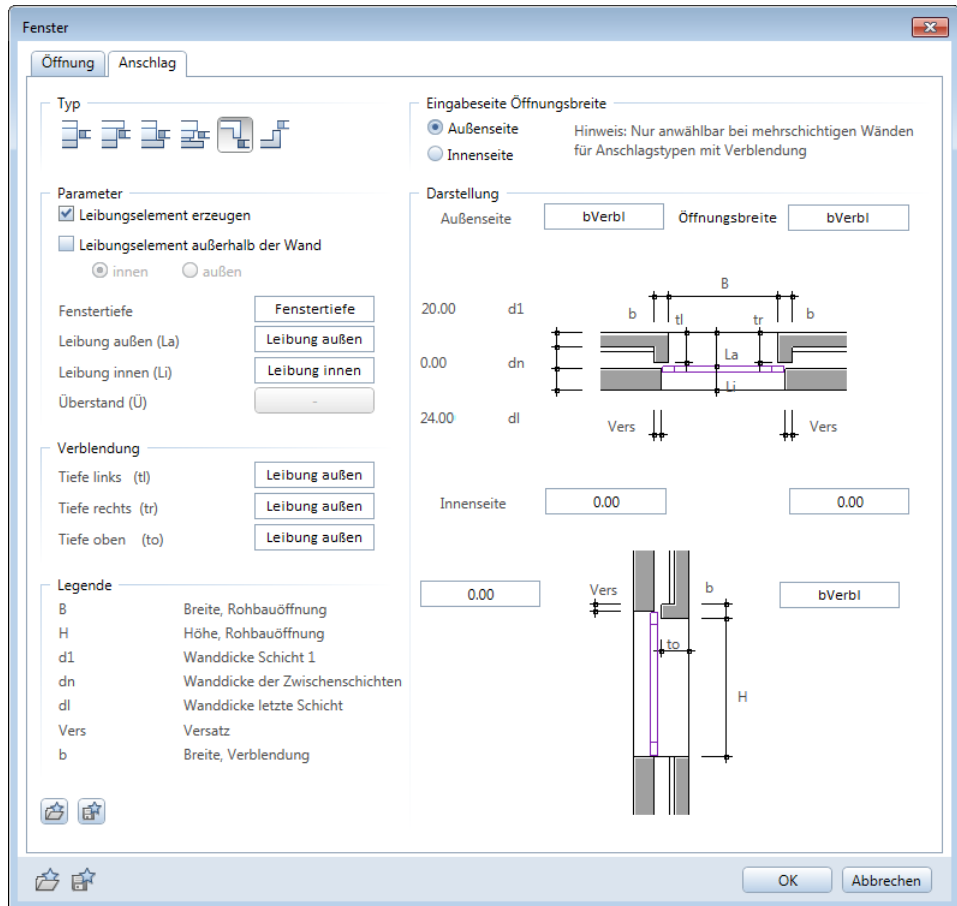 Fenster
Öffnung
Anschlag
Typ
Eingabeseite Öffnungsbreite
Außenseite
Innenseite
Hinweis: Nur anwählbar bei mehrschichtigen Wänden
für Anschlagstypen mit Verblendung
Parameter
Leibungselement erzeugen
Leibungselement außerhalb der Wand
innen
außen
Fenstertiefe
Fenstertiefe
Leibung außen (La)
Leibung außen
Leibung innen (Li)
Leibung innen
Überstand (Ü)
-
Verblendung
Tiefe links (tl)
Leibung außen
Tiefe rechts (tr)
Leibung außen
Tiefe oben (to)
Leibung außen
Legende
B Breite, Rohbauöffnung
H Höhe, Rohbauöffnung
d1 Wanddicke Schicht 1
dn Wanddicke der Zwischenschichten
dl Wanddicke letzte Schicht
Vers Versatz
b Breite, Verblendung
Darstellung
Außenseite
bVerbl
Öffnungsbreite
bVerbl
B
b
b
20.00 d1
tl
tr
La
0.00 dn
Li
24.00 dl
Vers
Vers
Innenseite
0.00
0.00
0.00
Vers
b
bVerbl
to
H
OK
Abbrechen